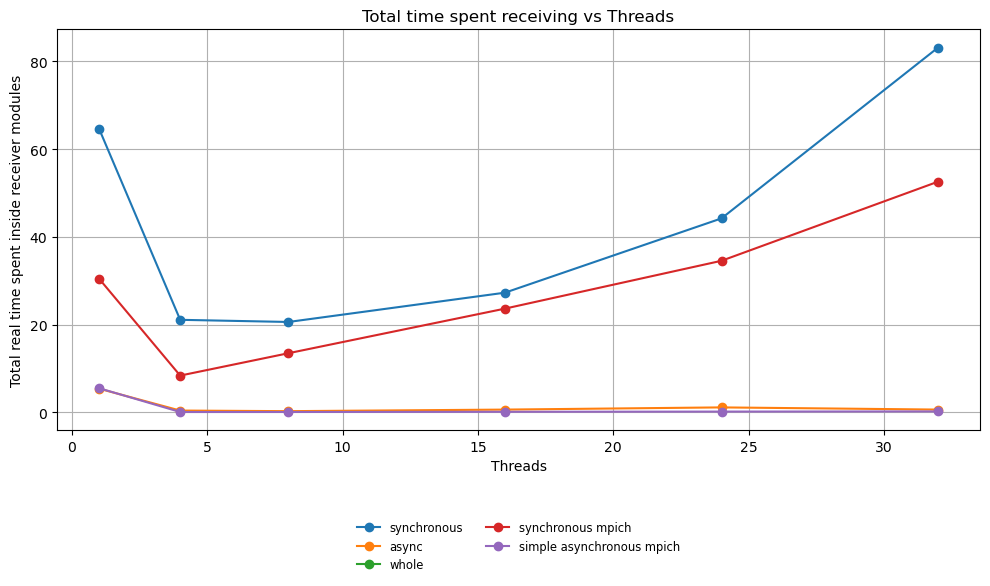 Total time spent receiving vs Threads
Total real time spent inside receiver modules
80
60
40
20
0
0 5 10 15 20 25 30
Threads
synchronous
async
whole
synchronous mpich
simple asynchronous mpich